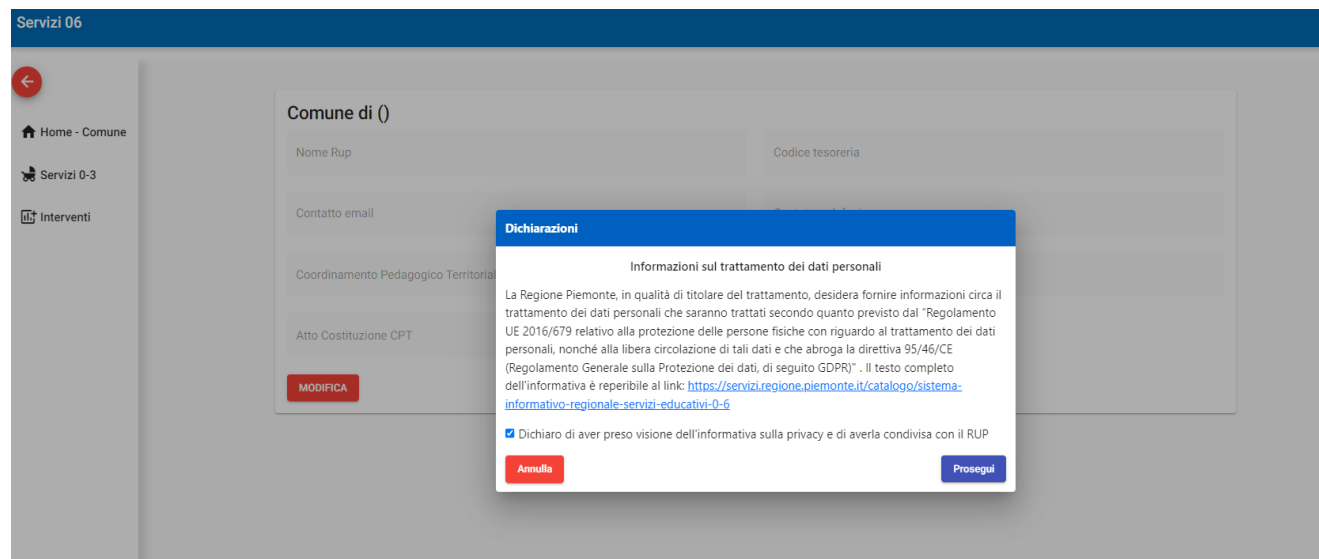 Servizi 06
Home - Comune
Servizi 0-3
Interventi
Comune di ()
Nome Rup
Codice tesoreria
Contatto email
Coordinamento Pedagogico Territorial
Atto Costituzione CPT
MODIFICA
Dichiarazioni
Informazioni sul trattamento dei dati personali
La Regione Piemonte, in qualità di titolare del trattamento, desidera fornire informazioni circa il
trattamento dei dati personali che saranno trattati secondo quanto previsto dal "Regolamento
UE 2016/679 relativo alla protezione delle persone fisiche con riguardo al trattamento dei dati
personali, nonché alla libera circolazione di tali dati e che abroga la direttiva 95/46/CE
(Regolamento Generale sulla Protezione dei dati, di seguito GDPR)" . Il testo completo
dell'informativa è reperibile al link: https://servizi.regione.piemonte.it/catalogo/sistema-
informativo-regionale-servizi-educativi-0-6
Dichiaro di aver preso visione dell'informativa sulla privacy e di averla condivisa con il RUP
Annulla
Prosegui